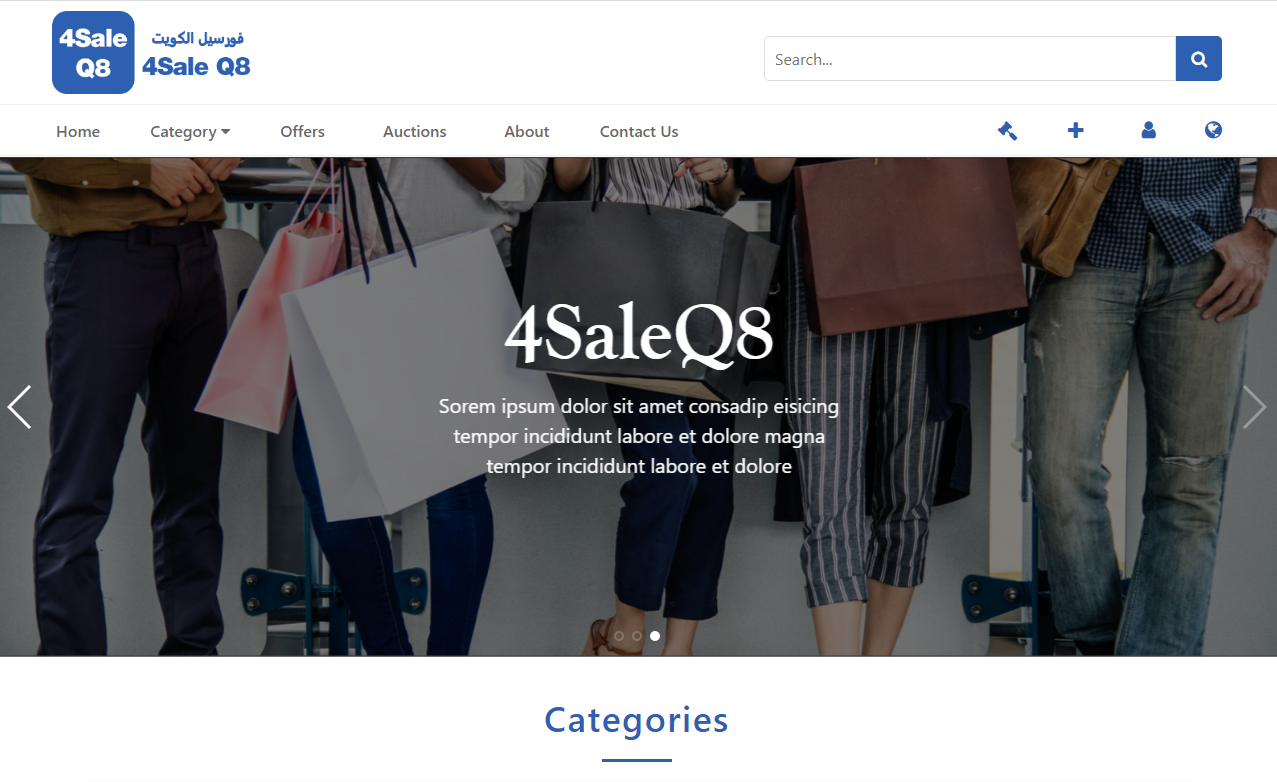 4Sale
Q8
فورسيل الكويت
4Sale Q8
Search...
Home
Category
Offers
Auctions
About
Contact Us
4SaleQ8
Sorem ipsum dolor sit amet consadip eisicing
tempor incididunt labore et dolore magna
tempor incididunt labore et dolore
Categories